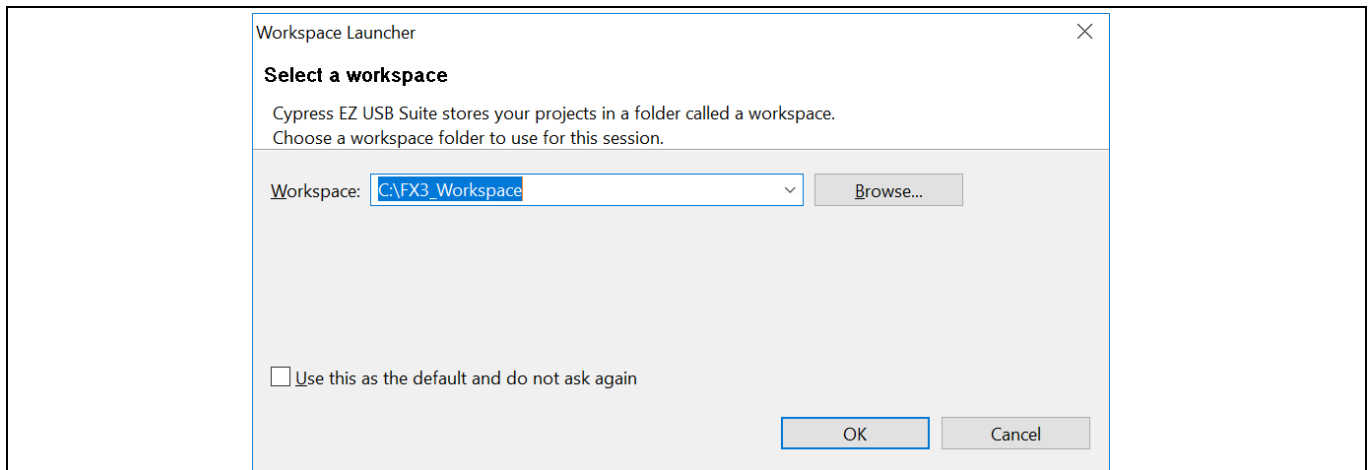 Workspace Launcher
Select a workspace
Cypress EZ USB Suite stores your projects in a folder called a workspace.
Choose a workspace folder to use for this session.
Workspace: C:\FX3_Workspace Browse...
Use this as the default and do not ask again
OK Cancel